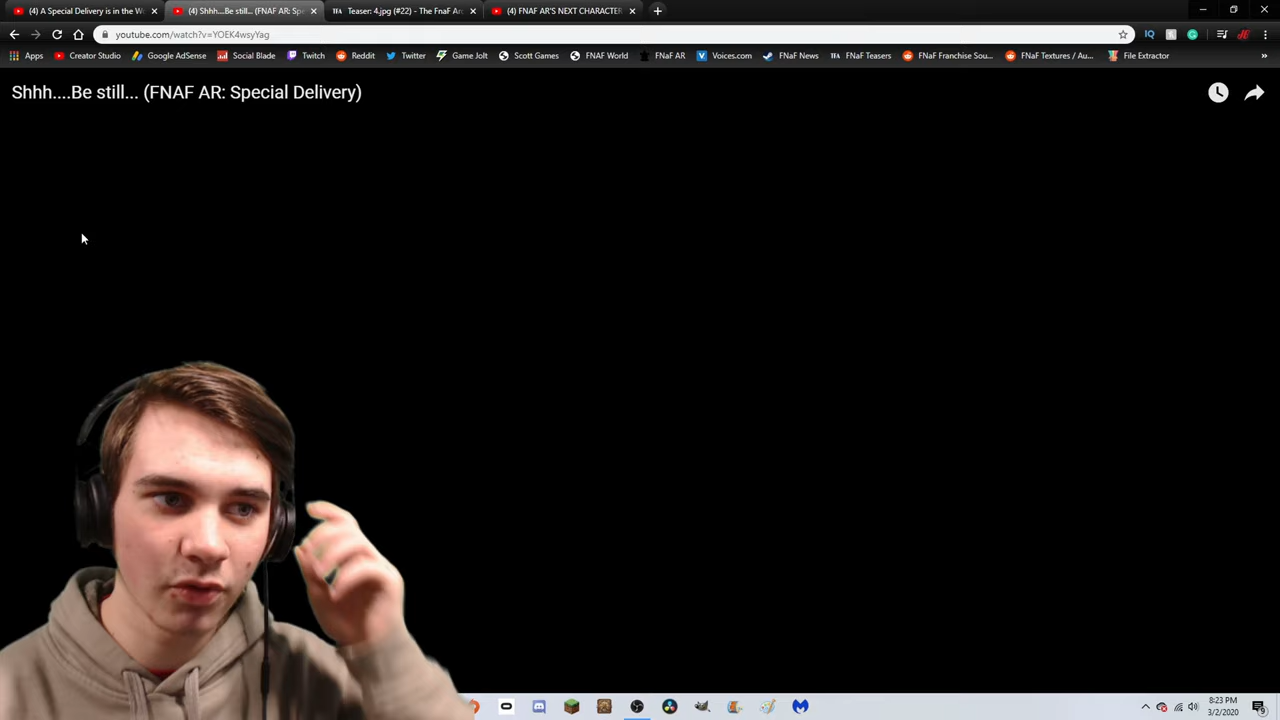 (4) A Special Delivery is in the W
(4) Shhh....Be still... (FNAF AR: Spe
Teaser: 4.jpg (#22) - The FnaF Ar
(4) FNAF AR'S NEXT CHARACTER
youtube.com/watch?v=YOEK4wsyYag
Apps
Creator Studio
Google AdSense
Social Blade
Twitch
Reddit
Twitter
Game Jolt
Scott Games
FNAF World
FNaF AR
Voices.com
FNaF News
FNaF Teasers
FNaF Franchise Sou...
FNaF Textures / Au...
File Extractor
Shhh....Be still... (FNAF AR: Special Delivery)
8:23 PM
3/2/2020